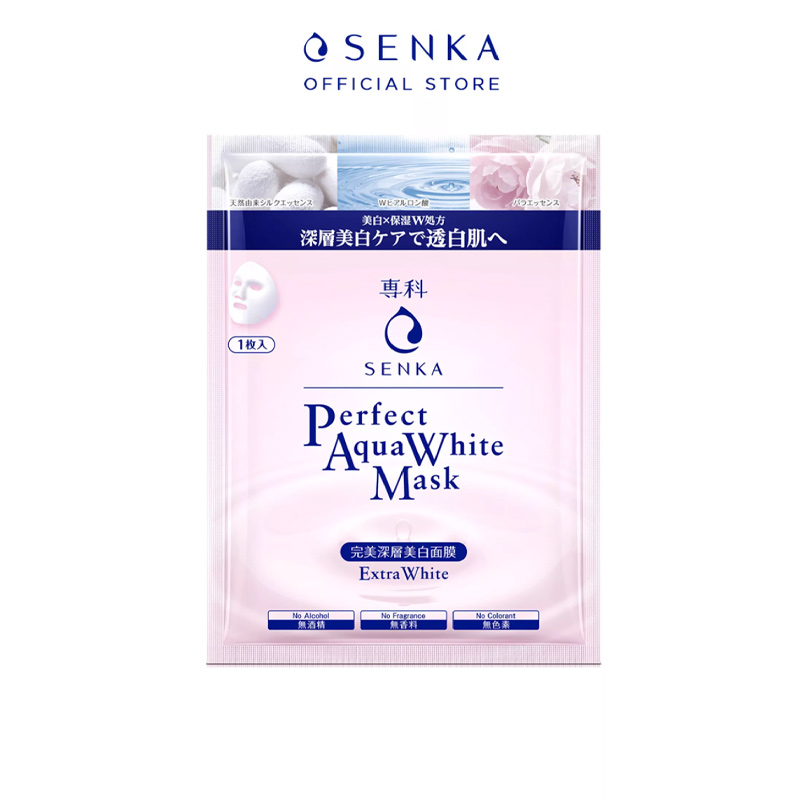 SENKA
OFFICIAL STORE
天然由来シルクエッセンス
Wヒアルロン酸
バラエッセンス
美白×保湿W処方
深層美白ケアで透白肌へ
1枚入
専科
SENKA
Perfect
AquaWhite
Mask
完美深層美白面膜
ExtraWhite
No Alcohol
無酒精
No Fragrance
無香料
No Colorant
無色素